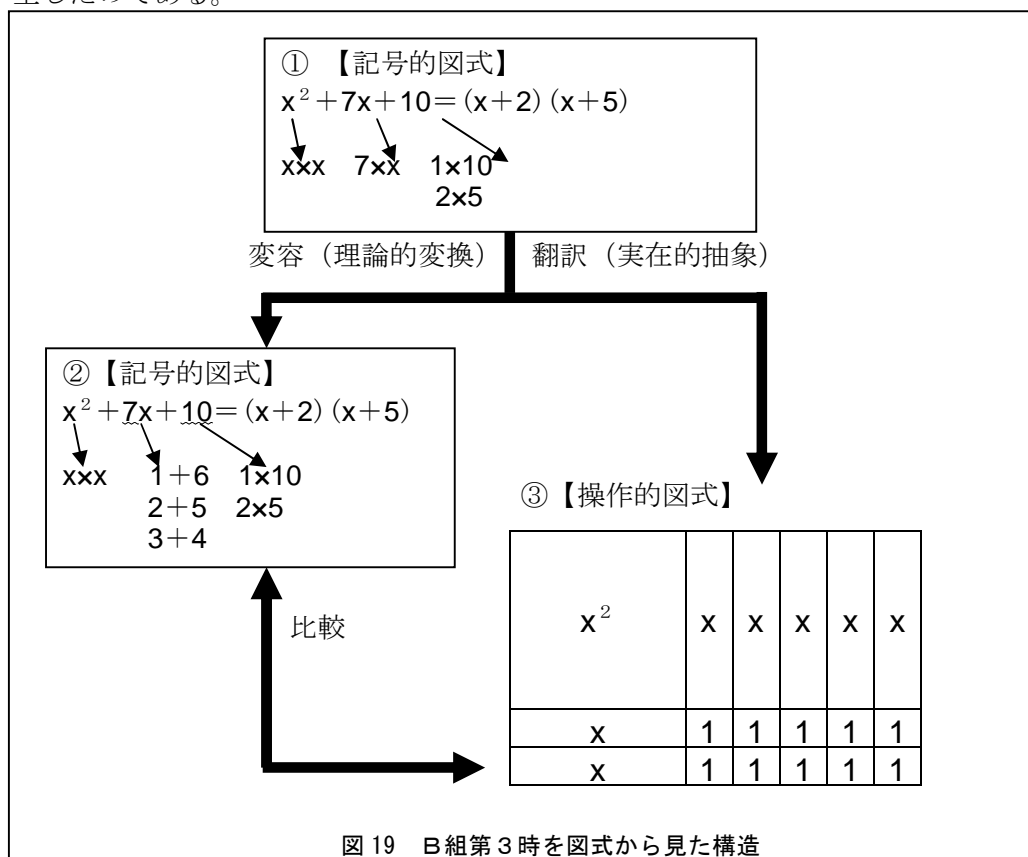 ① 【記号的図式】
x²+7x+10=(x+2)(x+5)
x×x 7×x 1×10
2×5
変容(理論的変換) 翻訳(実在的抽象)
②【記号的図式】
x²+7x+10=(x+2)(x+5)
x×x 1+6 1×10
2+5 2×5
3+4
③【操作的図式】
x² x x x x x
x 1 1 1 1 1
x 1 1 1 1 1
比較
図19 B組第3時を図式から見た構造